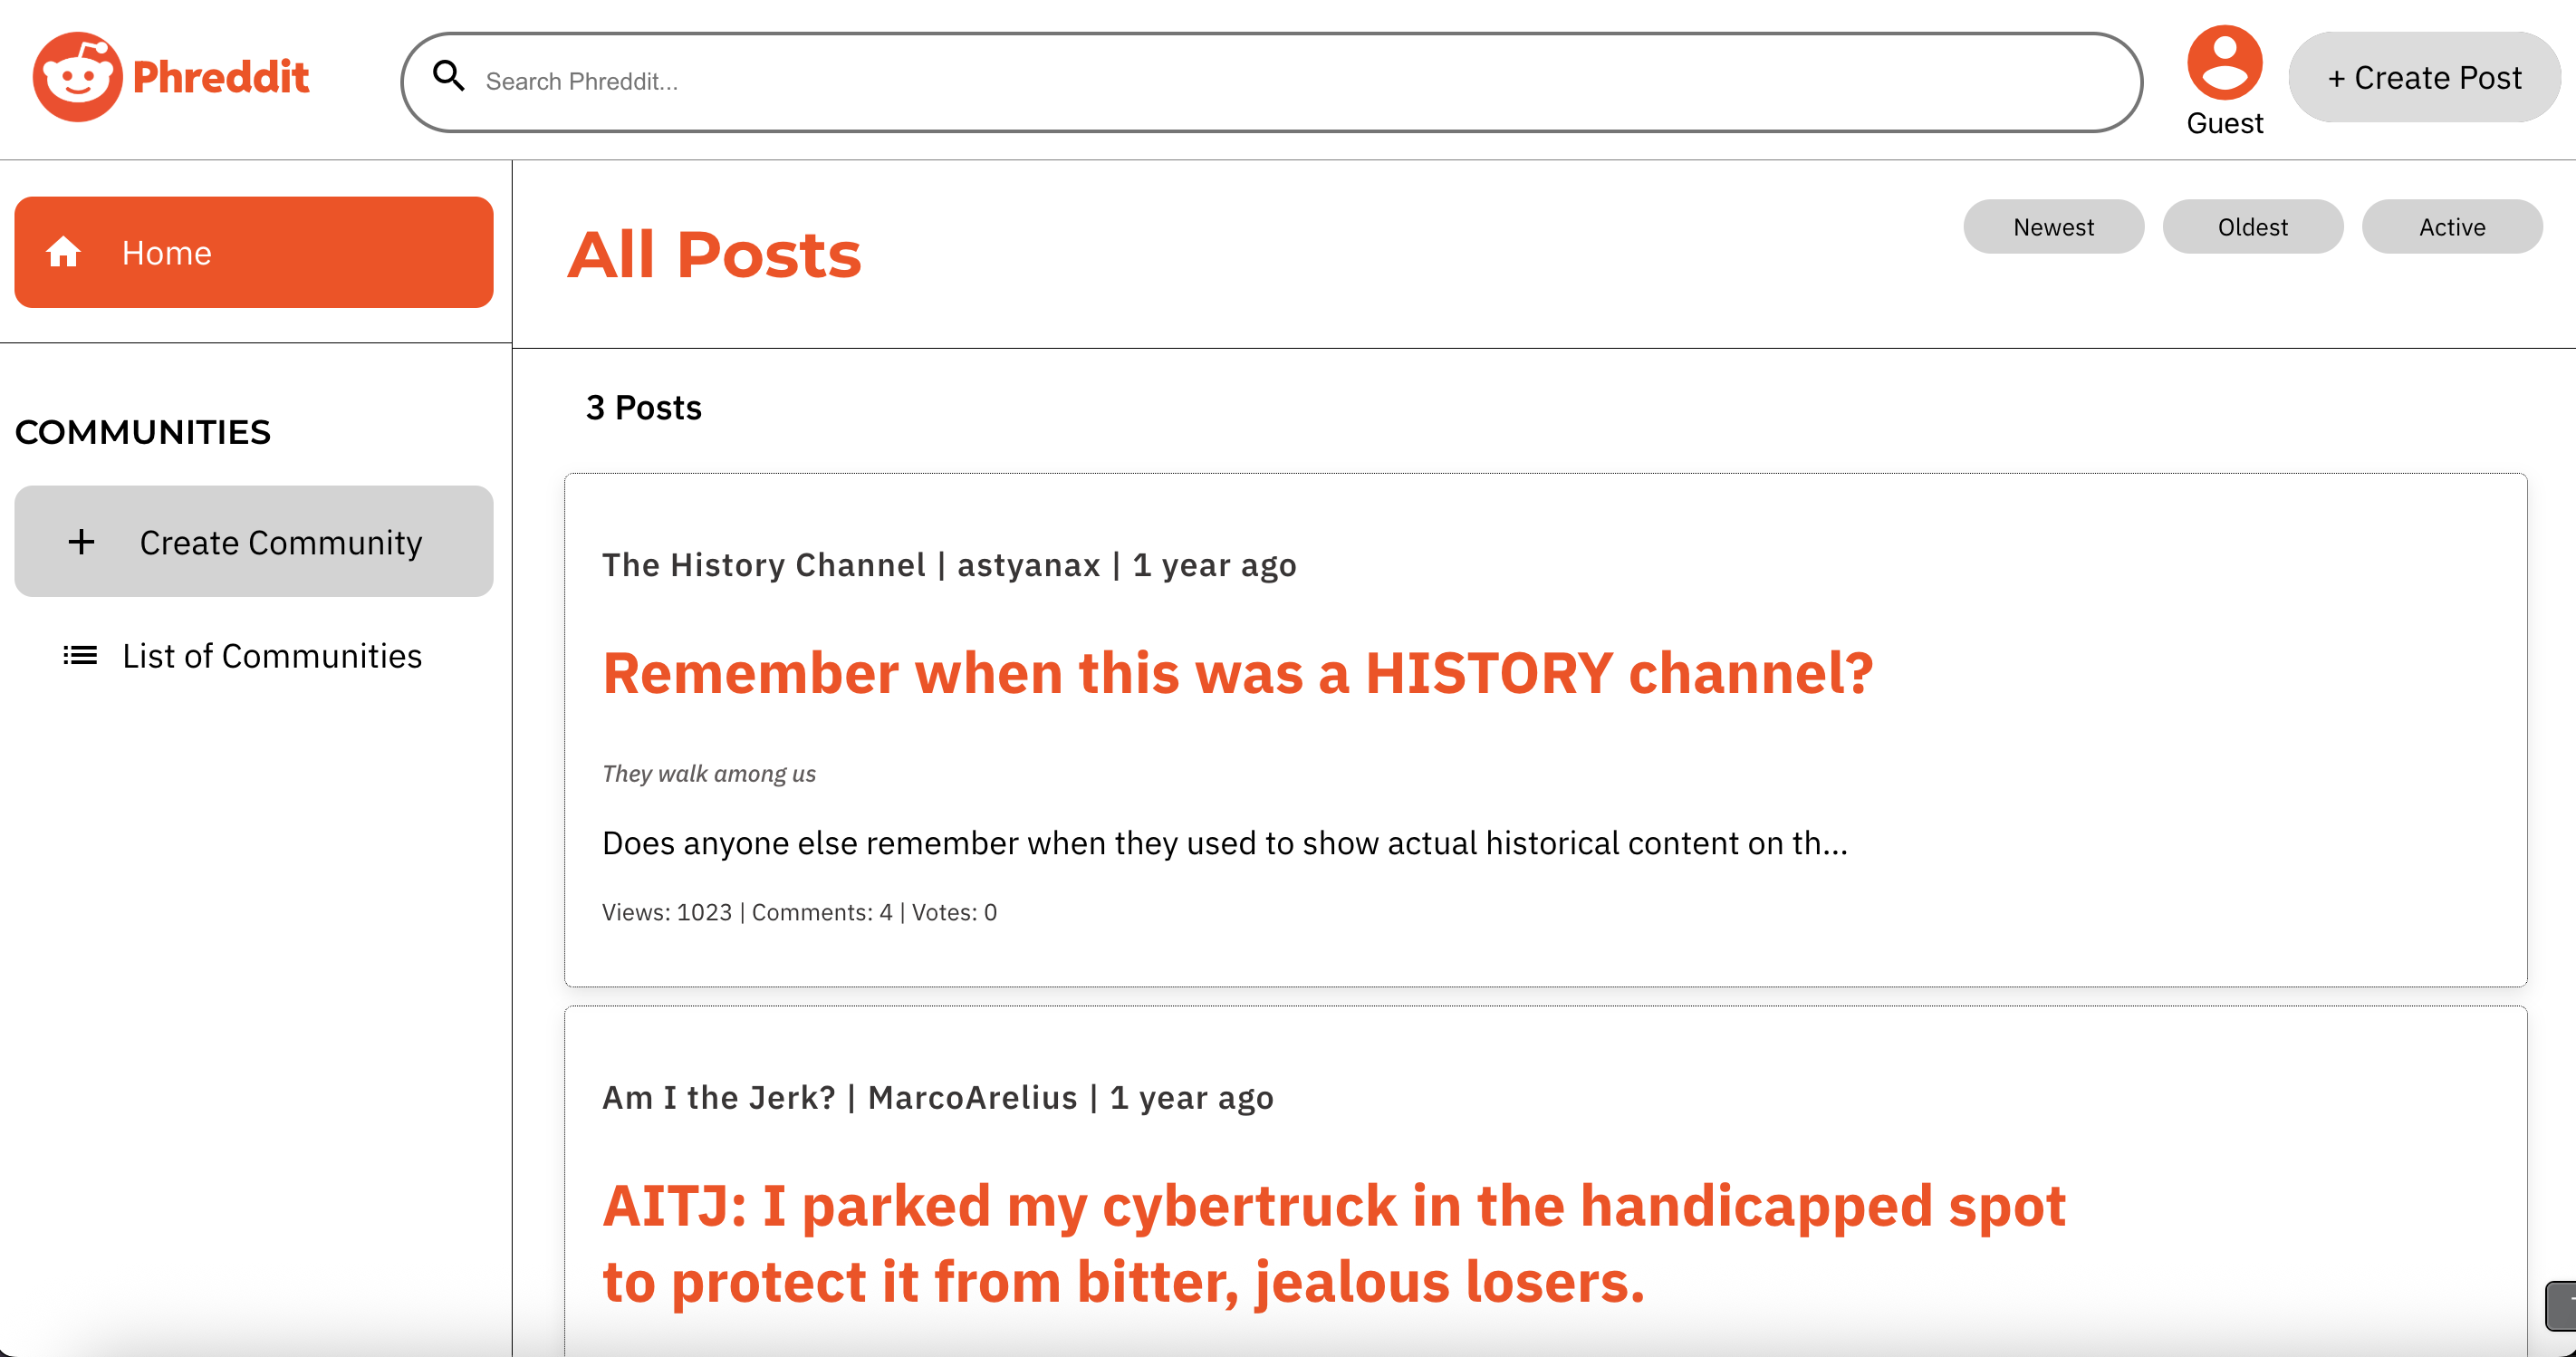 Phreddit
Search Phreddit...
Guest
+ Create Post
Home
COMMUNITIES
Create Community
List of Communities
All Posts
Newest
Oldest
Active
3 Posts
The History Channel | astyanax | 1 year ago
Remember when this was a HISTORY channel?
They walk among us
Does anyone else remember when they used to show actual historical content on th...
Views: 1023 | Comments: 4 | Votes: 0
Am I the Jerk? | MarcoArelius | 1 year ago
AITJ: I parked my cybertruck in the handicapped spot
to protect it from bitter, jealous losers.